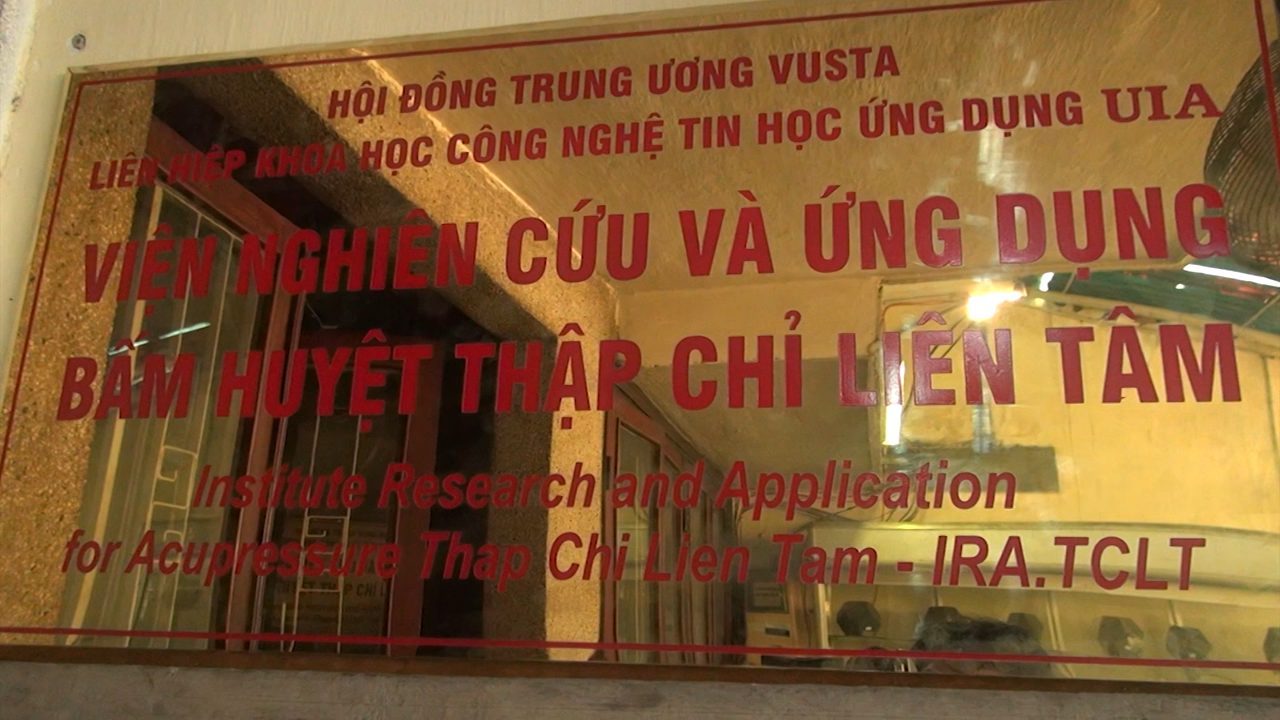 HỘI ĐỒNG TRUNG ƯƠNG VUSTA
LIÊN HIỆP KHOA HỌC CÔNG NGHỆ TIN HỌC ỨNG DỤNG UIA
VIỆN NGHIÊN CỨU VÀ ỨNG DỤNG
BẤM HUYỆT THẬP CHỈ LIÊN TÂM
Institute Research and Application
for Acupressure Thap Chi Lien Tam - IRA.TCLT